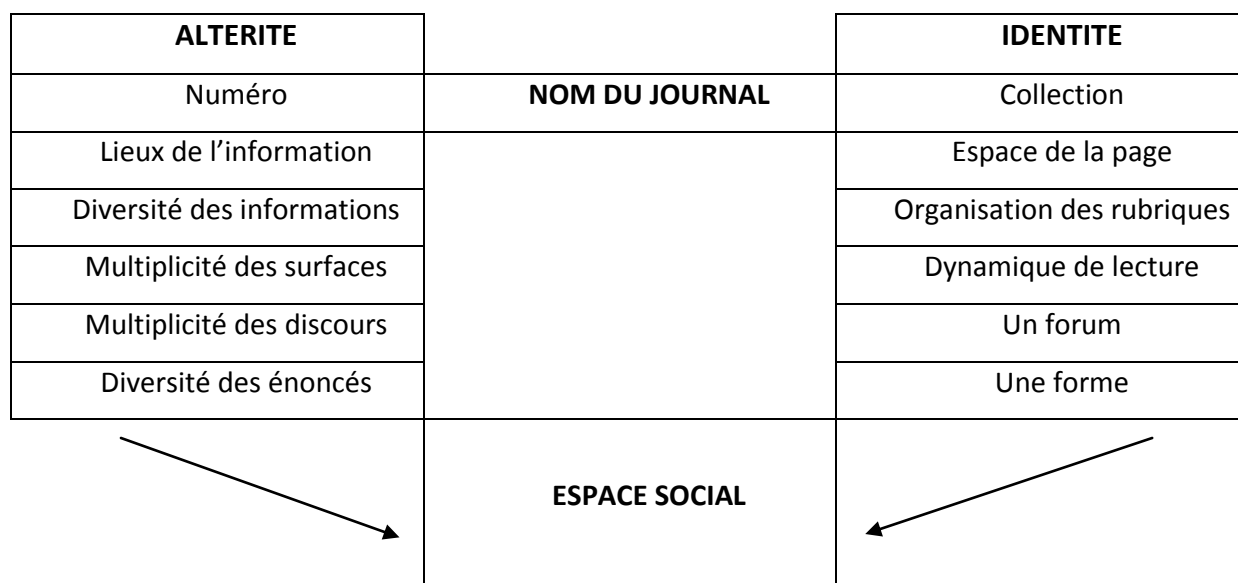 ALTERITE
IDENTITE
Numéro
NOM DU JOURNAL
Collection
Lieux de l’information
Espace de la page
Diversité des informations
Organisation des rubriques
Multiplicité des surfaces
Dynamique de lecture
Multiplicité des discours
Un forum
Diversité des énoncés
Une forme
ESPACE SOCIAL